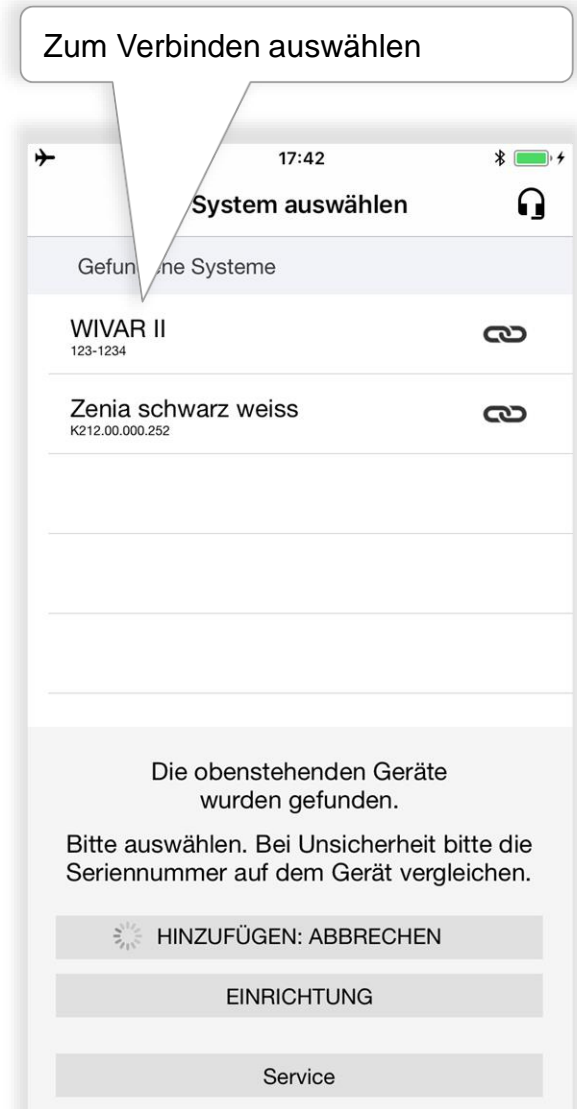 Zum Verbinden auswählen
17:42
System auswählen
Gefundene Systeme
WIVAR II
123-1234
Zenia schwarz weiss
K212.00.000.252
Die obenstehenden Geräte
wurden gefunden.
Bitte auswählen. Bei Unsicherheit bitte die
Seriennummer auf dem Gerät vergleichen.
HINZUFÜGEN: ABBRECHEN
EINRICHTUNG
Service